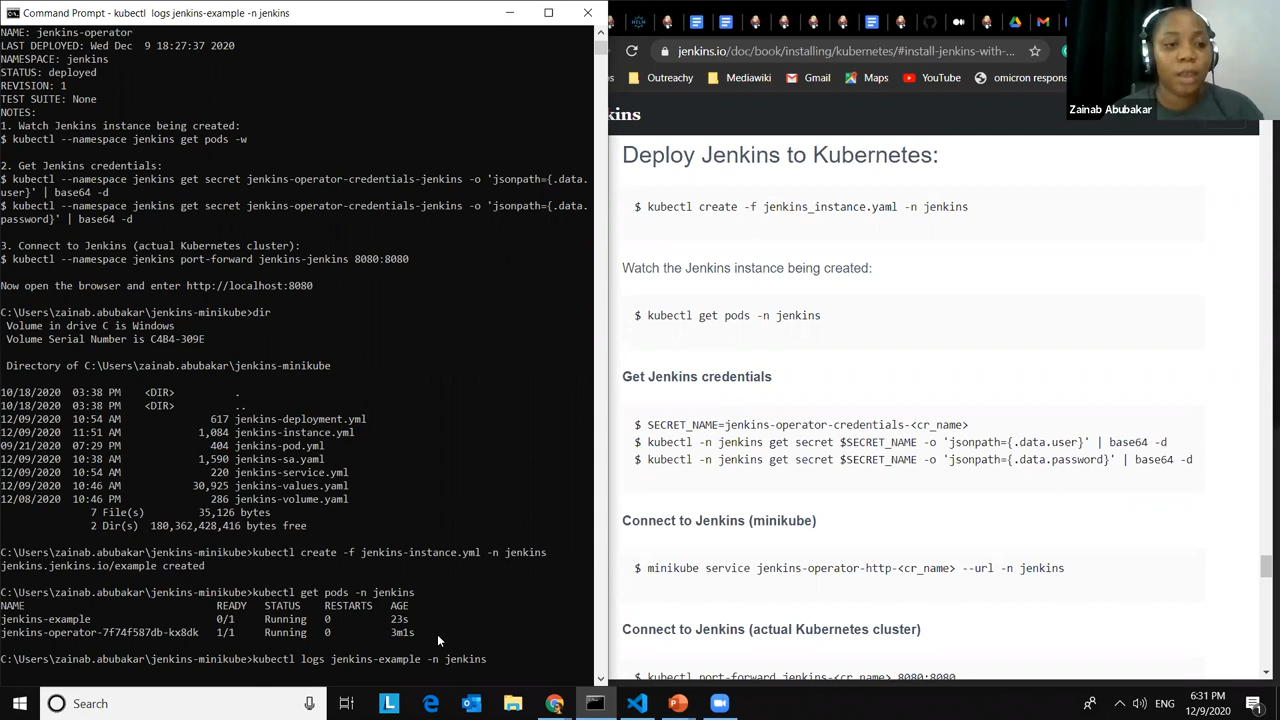 Command Prompt - kubectl logs jenkins-example -n jenkins
NAME: jenkins-operator
LAST DEPLOYED: Wed Dec  9 18:27:37 2020
NAMESPACE: jenkins
STATUS: deployed
REVISION: 1
TEST SUITE: None
NOTES:
1. Watch Jenkins instance being created:
$ kubectl --namespace jenkins get pods -w
2. Get Jenkins credentials:
$ kubectl --namespace jenkins get secret jenkins-operator-credentials-jenkins -o 'jsonpath={.data.
user}' | base64 -d
$ kubectl --namespace jenkins get secret jenkins-operator-credentials-jenkins -o 'jsonpath={.data.
password}' | base64 -d
3. Connect to Jenkins (actual Kubernetes cluster):
$ kubectl --namespace jenkins port-forward jenkins-jenkins 8080:8080
Now open the browser and enter http://localhost:8080
C:\Users\zainab.abubakar\jenkins-minikube>dir
Volume in drive C is Windows
Volume Serial Number is C4B4-309E
Directory of C:\Users\zainab.abubakar\jenkins-minikube
10/18/2020  03:38 PM    <DIR>          .
10/18/2020  03:38 PM    <DIR>          ..
12/09/2020  10:54 AM               617 jenkins-deployment.yml
12/09/2020  11:51 AM             1,084 jenkins-instance.yml
09/21/2020  07:29 PM               404 jenkins-pod.yml
12/09/2020  10:38 AM             1,590 jenkins-sa.yaml
12/09/2020  10:54 AM               220 jenkins-service.yml
12/09/2020  10:46 AM            30,925 jenkins-values.yaml
12/08/2020  10:46 PM               286 jenkins-volume.yaml
7 File(s)         35,126 bytes
2 Dir(s)  180,362,428,416 bytes free
C:\Users\zainab.abubakar\jenkins-minikube>kubectl create -f jenkins-instance.yml -n jenkins
jenkins.jenkins.io/example created
C:\Users\zainab.abubakar\jenkins-minikube>kubectl get pods -n jenkins
NAME                                READY   STATUS    RESTARTS   AGE
jenkins-example                     0/1     Running   0          23s
jenkins-operator-7f74f587db-kx8dk   1/1     Running   0          3m1s
C:\Users\zainab.abubakar\jenkins-minikube>kubectl logs jenkins-example -n jenkins
jenkins.io/doc/book/installing/kubernetes/#install-jenkins-with-...
Outreachy Mediawiki Gmail Maps YouTube omicron respons
Zainab Abubakar
kins
Deploy Jenkins to Kubernetes:
$ kubectl create -f jenkins_instance.yaml -n jenkins
Watch the Jenkins instance being created:
$ kubectl get pods -n jenkins
Get Jenkins credentials
$ SECRET_NAME=jenkins-operator-credentials-<cr_name>
$ kubectl -n jenkins get secret $SECRET_NAME -o 'jsonpath={.data.user}' | base64 -d
$ kubectl -n jenkins get secret $SECRET_NAME -o 'jsonpath={.data.password}' | base64 -d
Connect to Jenkins (minikube)
$ minikube service jenkins-operator-http-<cr_name> --url -n jenkins
Connect to Jenkins (actual Kubernetes cluster)
$ kubectl port-forward jenkins-<cr_name> 8080:8080
Search
L
ENG
6:31 PM
12/9/2020
1